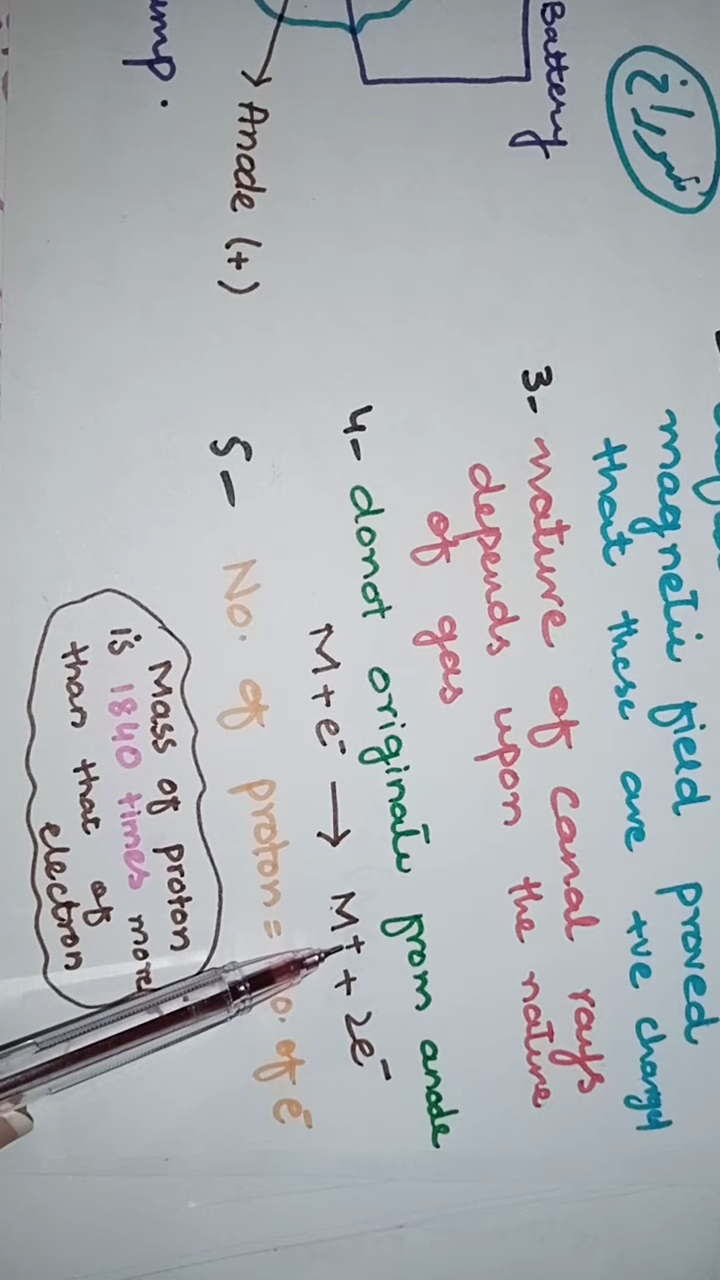 شعرا ؟
Battery
Anode (+)
ump.
magnetic field proved
that these are +ve charged
3- nature of Canal rays
depends upon the nature
of gas
4- donot originate from anode
M+e⁻ → M⁺ + 2e⁻
5- No. of proton = o. of e⁻
Mass of proton
is 1840 times more
than that of
electron